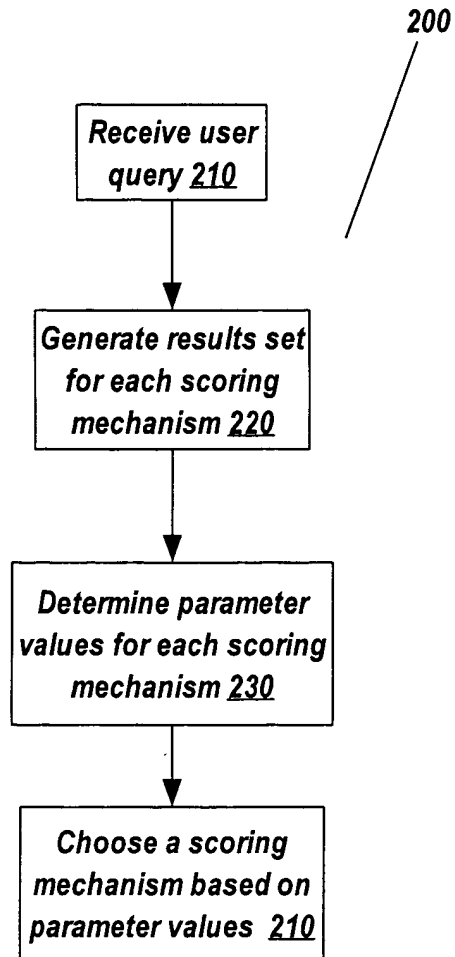 200
Receive user
query 210
Generate results set
for each scoring
mechanism 220
Determine parameter
values for each scoring
mechanism 230
Choose a scoring
mechanism based on
parameter values 210